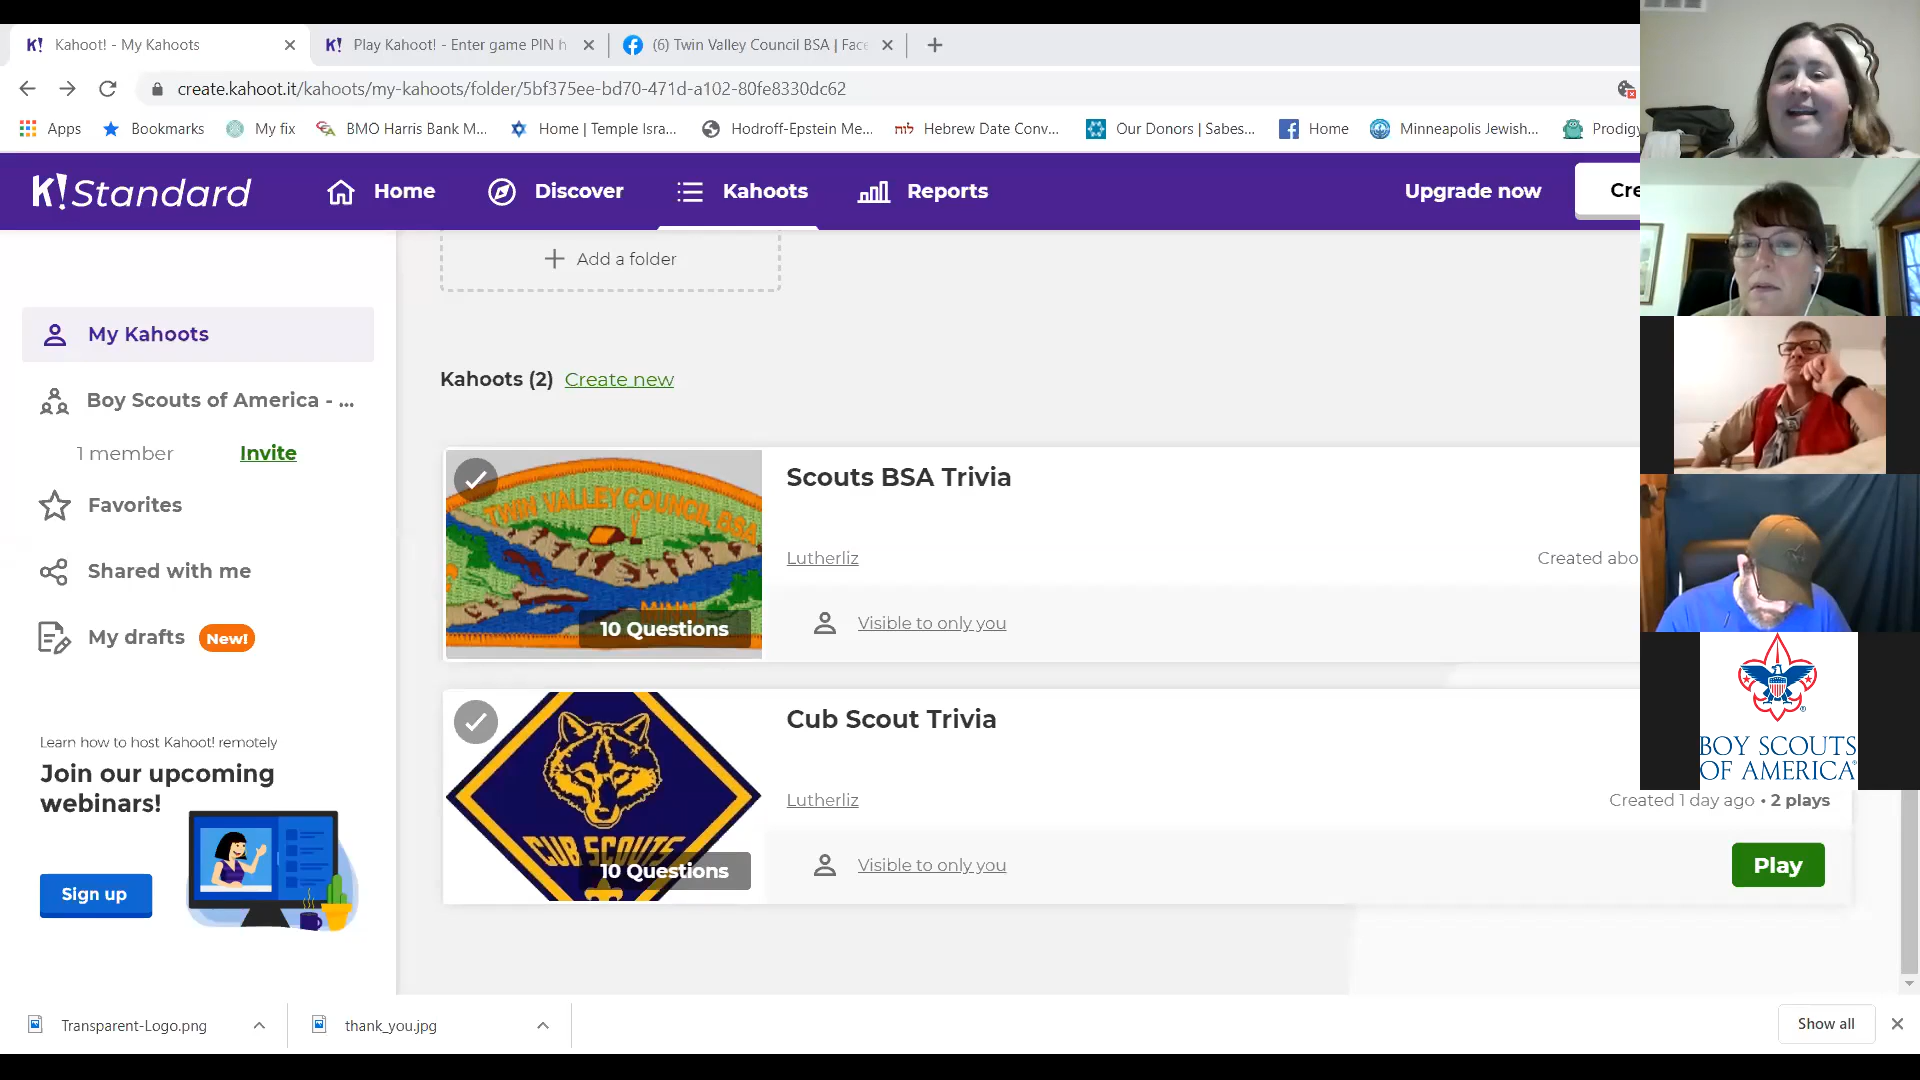 Kahoot! - My Kahoots
Play Kahoot! - Enter game PIN h
(6) Twin Valley Council BSA | Face
create.kahoot.it/kahoots/my-kahoots/folder/5bf375ee-bd70-471d-a102-80fe8330dc62
Apps
Bookmarks
My fix
BMO Harris Bank M...
Home | Temple Isra...
Hodroff-Epstein Me...
לוח
Hebrew Date Conv...
Our Donors | Sabes...
Home
Minneapolis Jewish...
Prodigy
K! Standard
Home
Discover
Kahoots
Reports
Upgrade now
Cre
Add a folder
My Kahoots
Boy Scouts of America - ...
1 member
Invite
Favorites
Shared with me
My drafts
New!
Learn how to host Kahoot! remotely
Join our upcoming
webinars!
Sign up
Kahoots (2) Create new
TWIN VALLEY COUNCIL BSA
MINN
10 Questions
Scouts BSA Trivia
Lutherliz
Created abo
Visible to only you
CUB SCOUTS
10 Questions
Cub Scout Trivia
Lutherliz
Created 1 day ago • 2 plays
Visible to only you
Play
BOY SCOUTS
OF AMERICA®
Transparent-Logo.png
thank_you.jpg
Show all